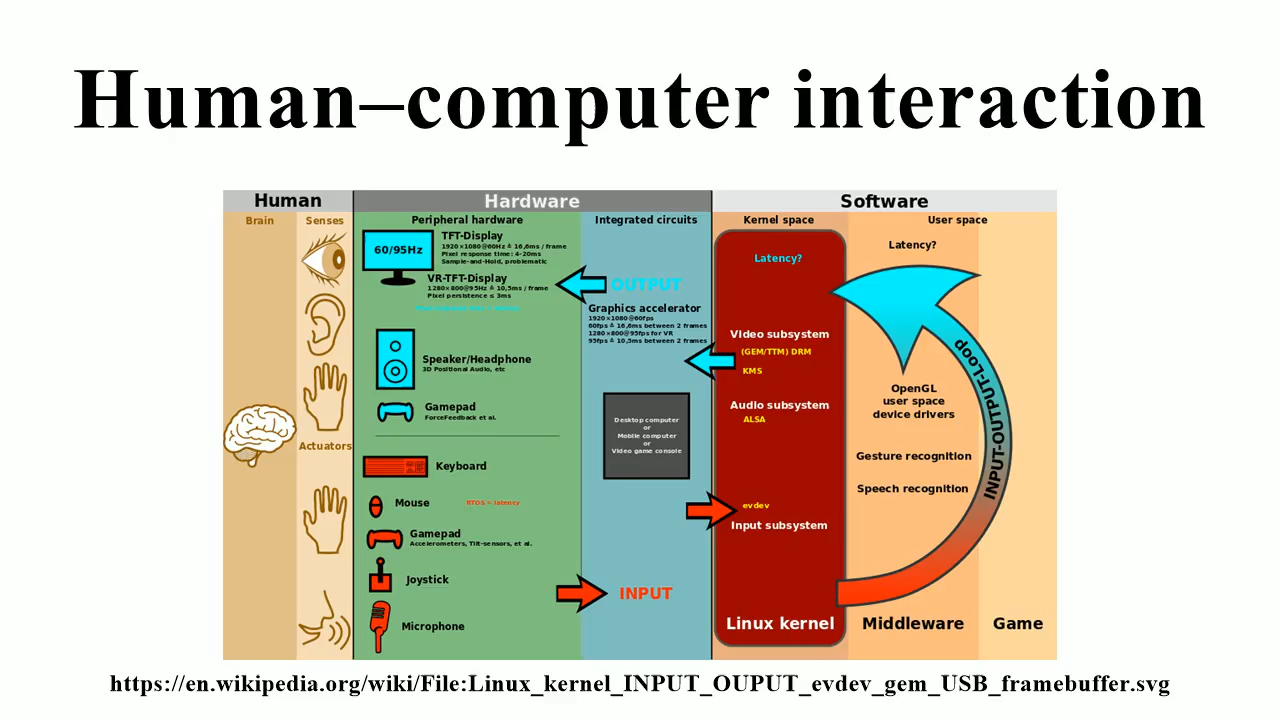 Human–computer interaction
Human
Hardware
Software
Brain
Senses
Peripheral hardware
Integrated circuits
Kernel space
User space
60/95Hz
TFT-Display
1920×1080@60Hz ≙ 16,6ms / frame
Pixel response time: 4-20ms
Sample-and-Hold, problematic
VR-TFT-Display
1280×800@95Hz ≙ 10,5ms / frame
Pixel persistence ≤ 3ms
OUTPUT
Graphics accelerator
1920×1080@60fps
60fps ≙ 16,6ms between 2 frames
1280×800@95fps for VR
95fps ≙ 10,5ms between 2 frames
Speaker/Headphone
3D Positional Audio, etc
Gamepad
ForceFeedback et al.
Actuators
Keyboard
Mouse
RTOS = latency
Gamepad
Accelerometers, Tilt-sensors, et al.
Joystick
Microphone
Desktop computer
or
Mobile computer
or
Video game console
INPUT
Latency?
Video subsystem
(GEM/TTM) DRM
KMS
Audio subsystem
ALSA
evdev
Input subsystem
Linux kernel
Latency?
OpenGL
user space
device drivers
Gesture recognition
Speech recognition
INPUT-OUTPUT-Loop
Middleware
Game
https://en.wikipedia.org/wiki/File:Linux_kernel_INPUT_OUPUT_evdev_gem_USB_framebuffer.svg